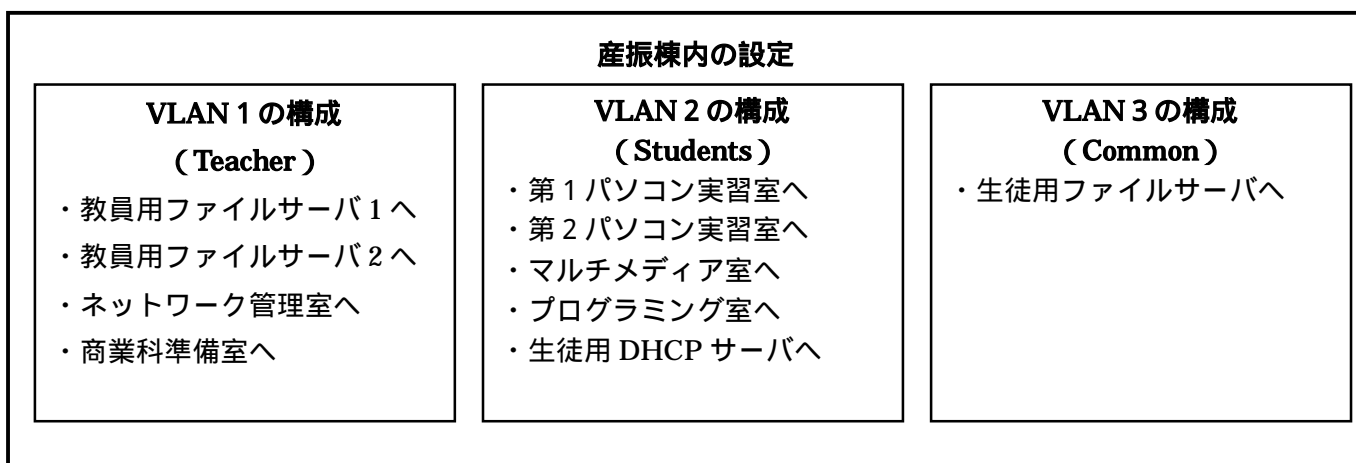 産振棟内の設定
VLAN 1 の構成
（Teacher）
・教員用ファイルサーバ 1 へ
・教員用ファイルサーバ 2 へ
・ネットワーク管理室へ
・商業科準備室へ
VLAN 2 の構成
（Students）
・第 1 パソコン実習室へ
・第 2 パソコン実習室へ
・マルチメディア室へ
・プログラミング室へ
・生徒用 DHCP サーバへ
VLAN 3 の構成
（Common）
・生徒用ファイルサーバへ